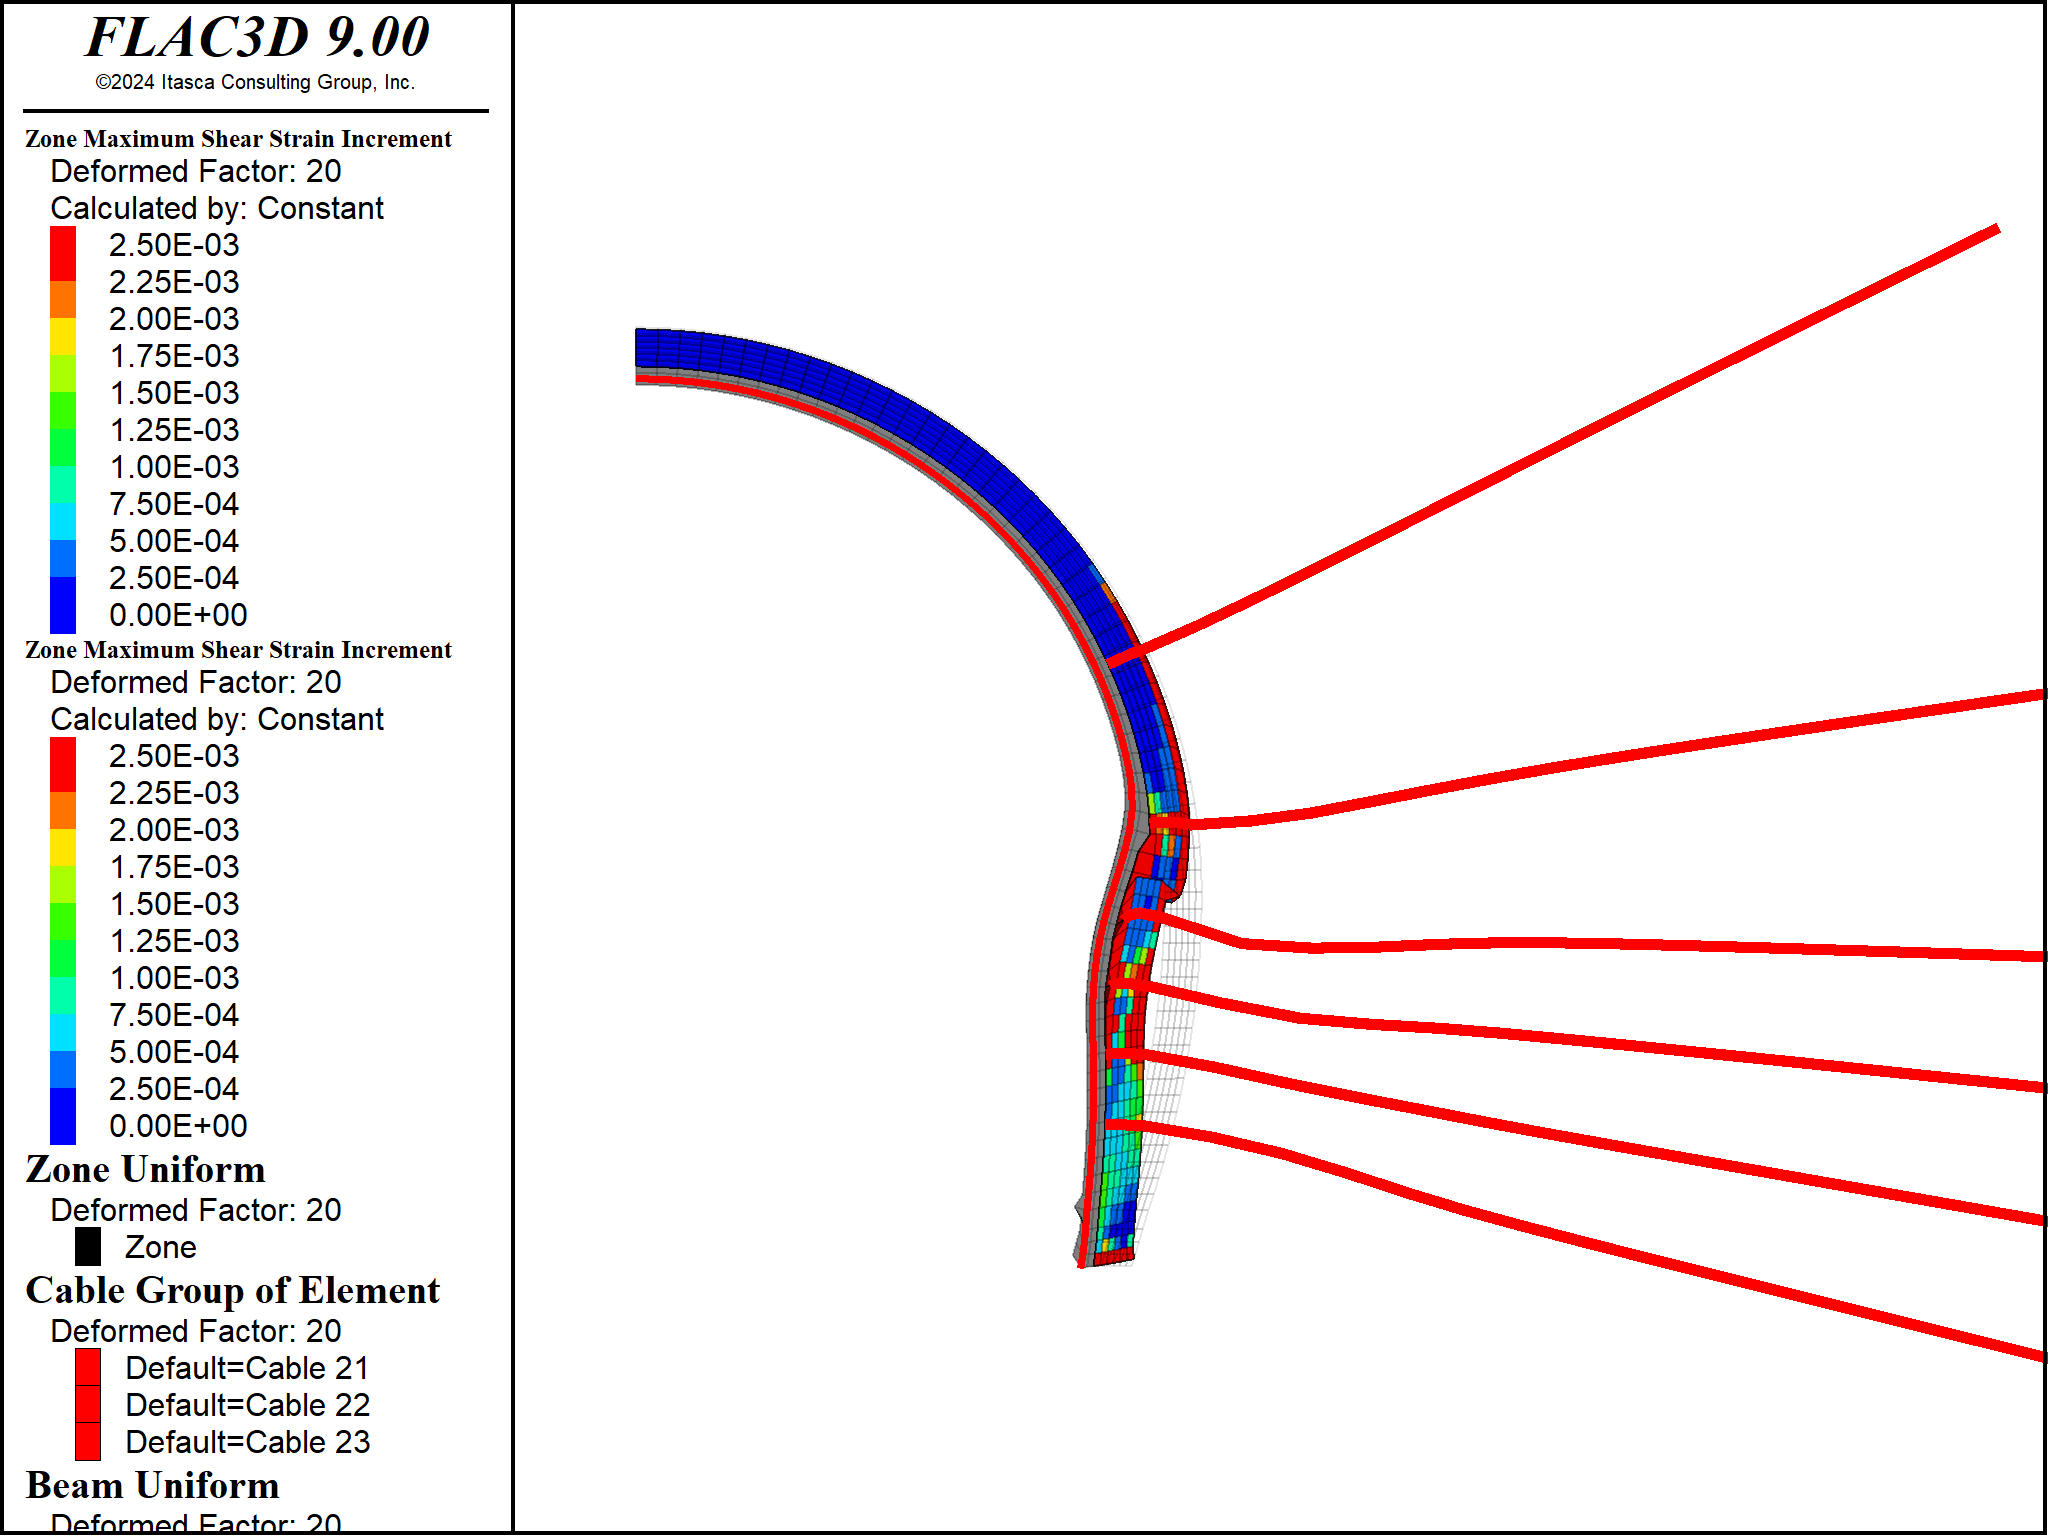 FLAC3D 9.00
©2024 Itasca Consulting Group, Inc.
Zone Maximum Shear Strain Increment
Deformed Factor: 20
Calculated by: Constant
2.50E-03
2.25E-03
2.00E-03
1.75E-03
1.50E-03
1.25E-03
1.00E-03
7.50E-04
5.00E-04
2.50E-04
0.00E+00
Zone Maximum Shear Strain Increment
Deformed Factor: 20
Calculated by: Constant
2.50E-03
2.25E-03
2.00E-03
1.75E-03
1.50E-03
1.25E-03
1.00E-03
7.50E-04
5.00E-04
2.50E-04
0.00E+00
Zone Uniform
Deformed Factor: 20
Zone
Cable Group of Element
Deformed Factor: 20
Default=Cable 21
Default=Cable 22
Default=Cable 23
Beam Uniform
Deformed Factor: 20